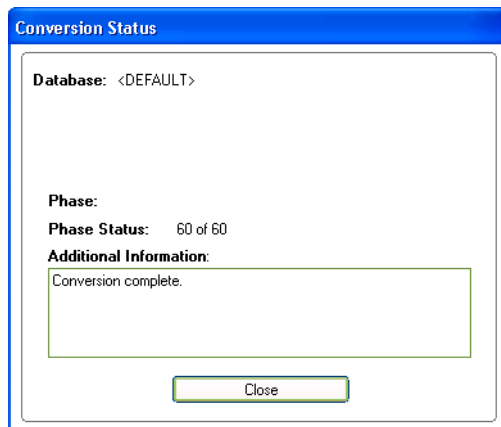 Conversion Status
Database: <DEFAULT>
Phase:
Phase Status: 60 of 60
Additional Information:
Conversion complete.
Close